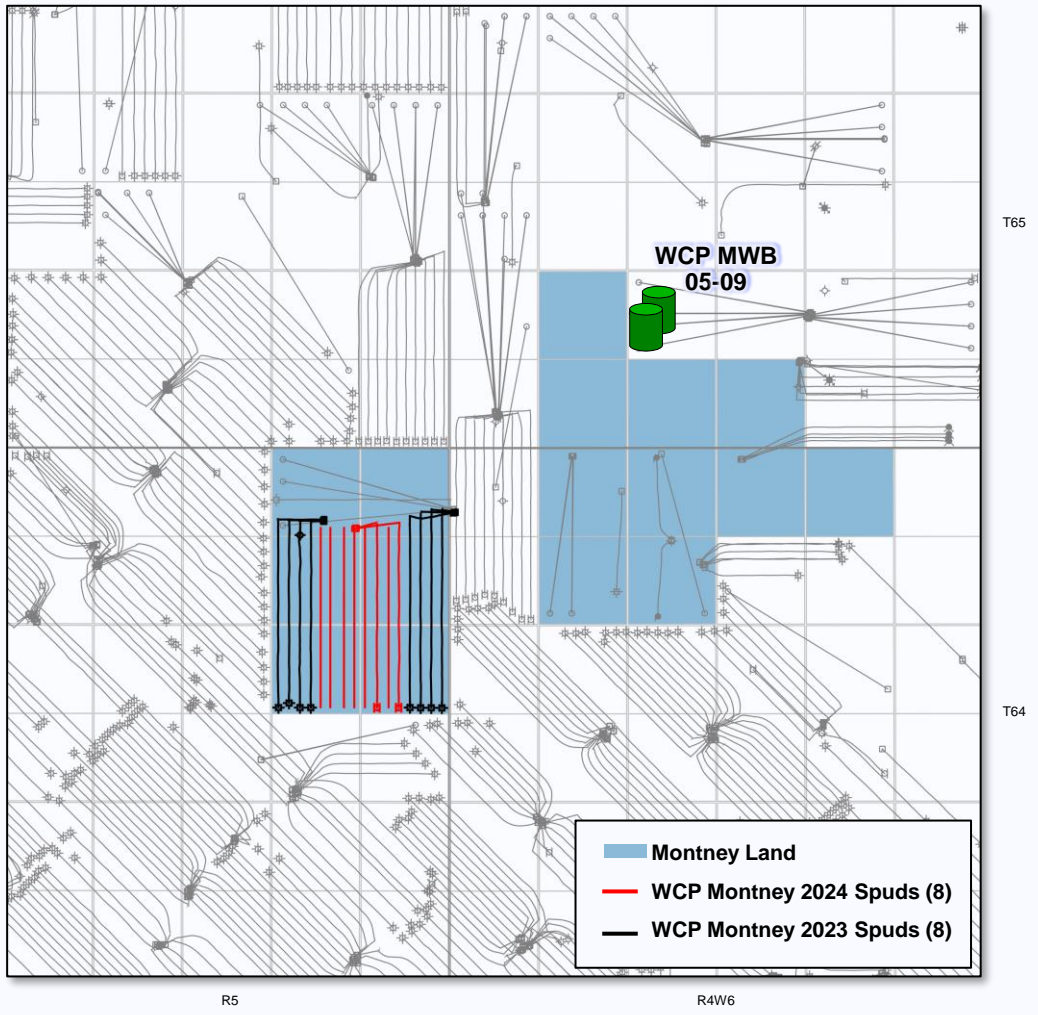 T65
WCP MWB
05-09
T64
Montney Land
WCP Montney 2024 Spuds (8)
WCP Montney 2023 Spuds (8)
R5
R4W6